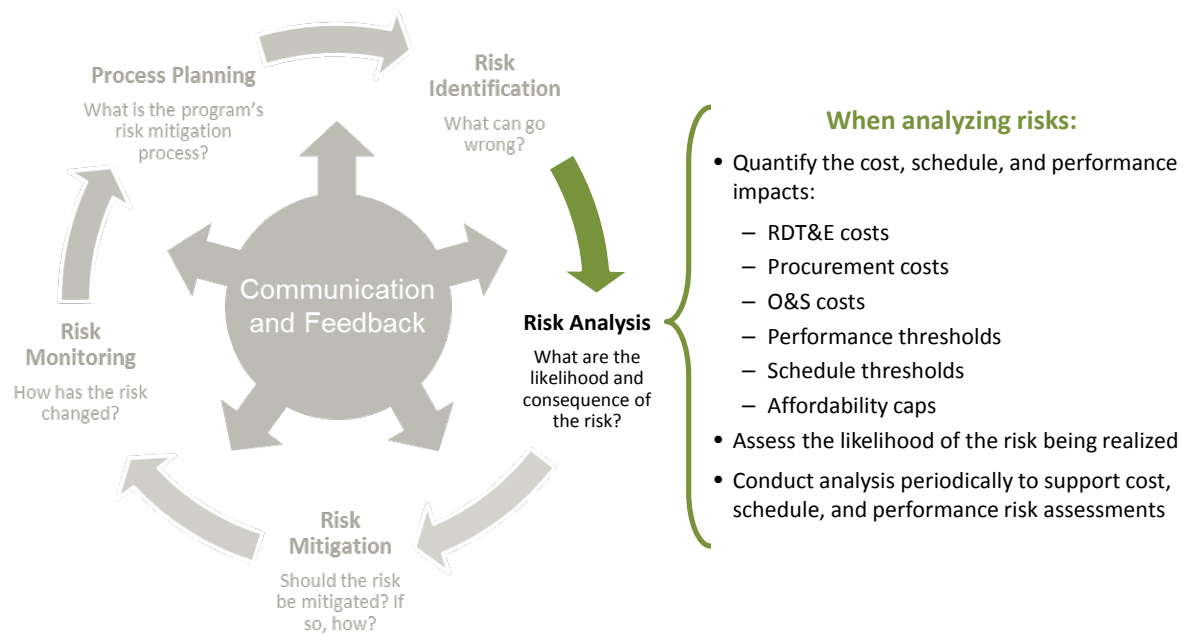 Process Planning
What is the program's
risk mitigation
process?
Risk
Identification
What can go
wrong?
Communication
and Feedback
Risk Analysis
What are the
likelihood and
consequence of
the risk?
Risk
Mitigation
Should the risk
be mitigated? If
so, how?
Risk
Monitoring
How has the risk
changed?
When analyzing risks:
• Quantify the cost, schedule, and performance
impacts:
– RDT&E costs
– Procurement costs
– O&S costs
– Performance thresholds
– Schedule thresholds
– Affordability caps
• Assess the likelihood of the risk being realized
• Conduct analysis periodically to support cost,
schedule, and performance risk assessments